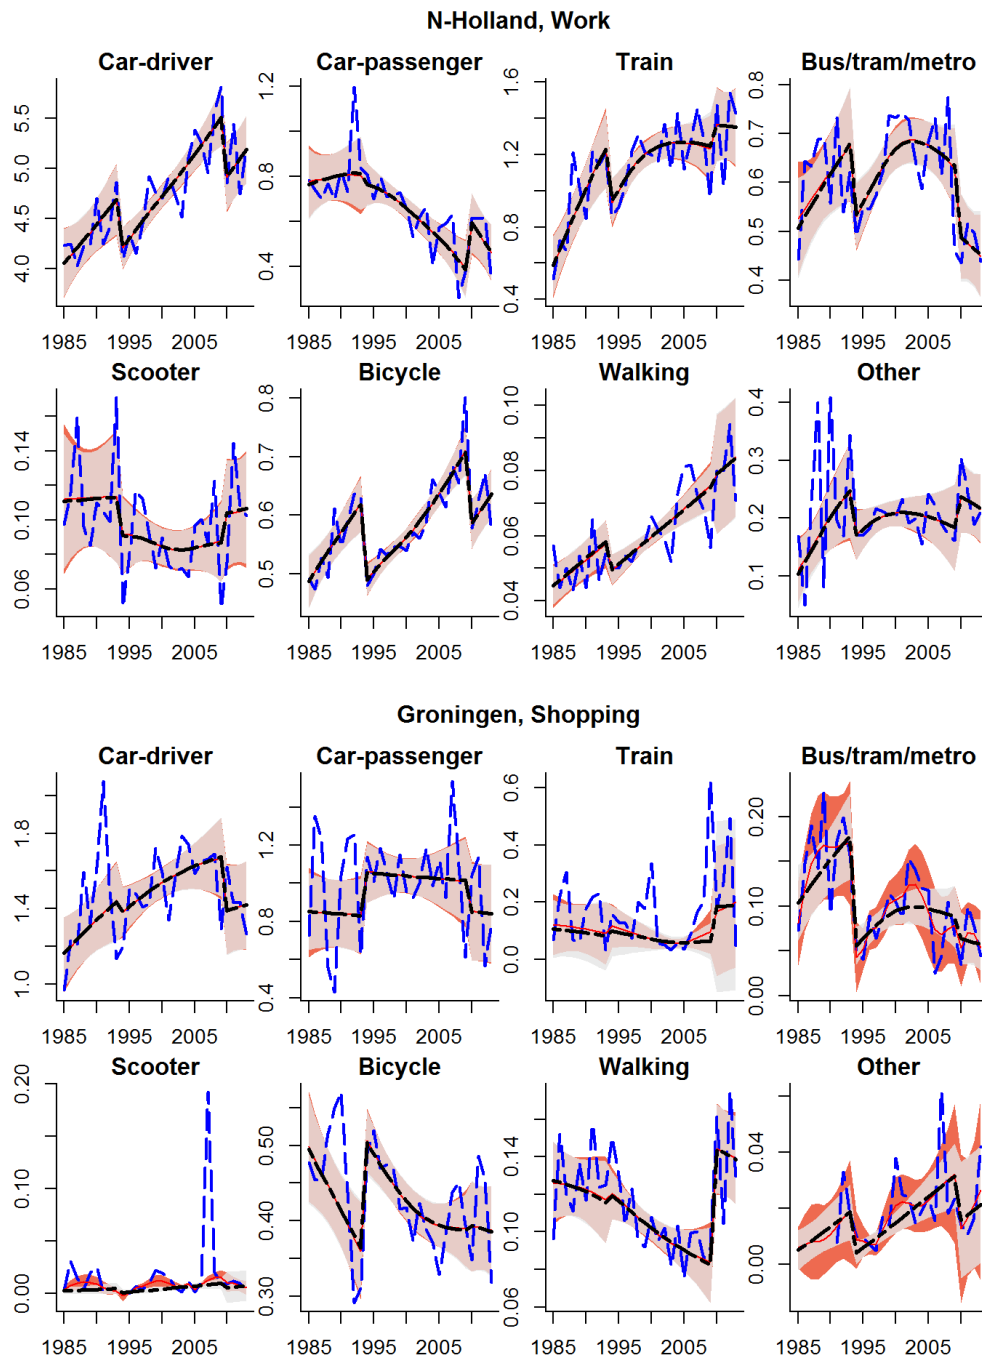 N-Holland, Work
Car-driver Car-passenger Train Bus/tram/metro
4.0 4.5 5.0 5.5 0.4 0.8 1.2 0.4 0.8 1.2 1.6 0.4 0.5 0.6 0.7 0.8
1985 1995 2005 1985 1995 2005 1985 1995 2005 1985 1995 2005
Scooter Bicycle Walking Other
0.06 0.10 0.14 0.5 0.6 0.7 0.8 0.04 0.06 0.08 0.10 0.1 0.2 0.3 0.4
1985 1995 2005 1985 1995 2005 1985 1995 2005 1985 1995 2005
Groningen, Shopping
Car-driver Car-passenger Train Bus/tram/metro
1.0 1.4 1.8 0.4 0.8 1.2 0.0 0.2 0.4 0.6 0.00 0.10 0.20
1985 1995 2005 1985 1995 2005 1985 1995 2005 1985 1995 2005
Scooter Bicycle Walking Other
0.00 0.10 0.20 0.30 0.40 0.50 0.06 0.10 0.14 0.00 0.04
1985 1995 2005 1985 1995 2005 1985 1995 2005 1985 1995 2005